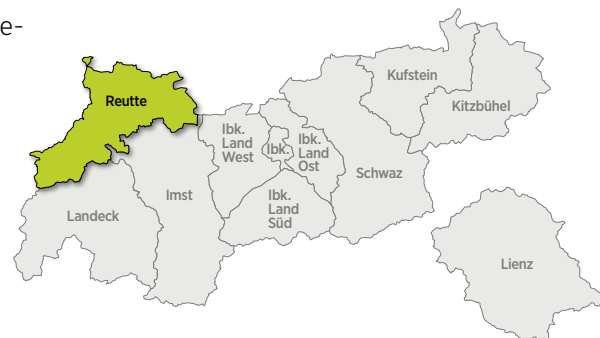 e-
Reutte
Kufstein
Kitzbühel
Ibk.
Land
West
Ibk.
Ibk.
Land
Ost
Schwaz
Imst
Ibk.
Land
Süd
Landeck
Lienz